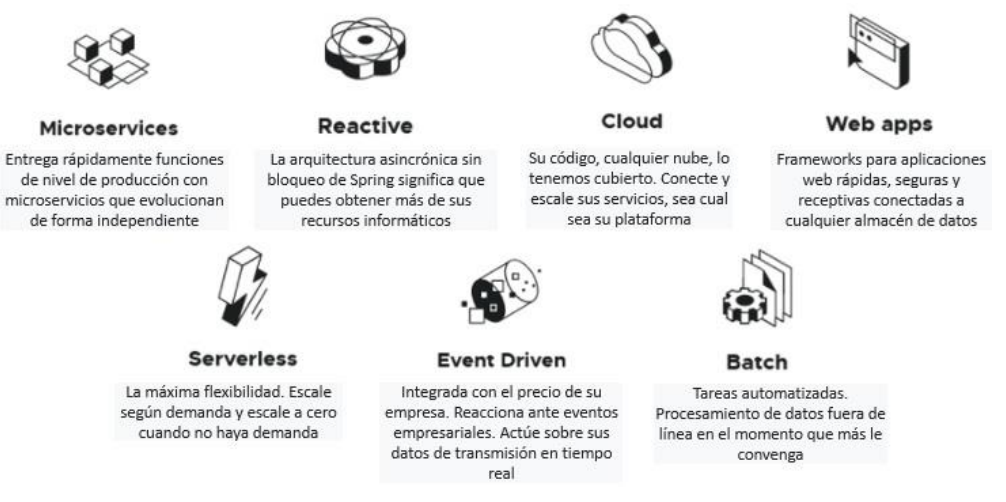 Microservices
Entrega rápidamente funciones
de nivel de producción con
microservicios que evolucionan
de forma independiente
Reactive
La arquitectura asincrónica sin
bloqueo de Spring significa que
puedes obtener más de sus
recursos informáticos
Cloud
Su código, cualquier nube, lo
tenemos cubierto. Conecte y
escale sus servicios, sea cual
sea su plataforma
Web apps
Frameworks para aplicaciones
web rápidas, seguras y
receptivas conectadas a
cualquier almacén de datos
Serverless
La máxima flexibilidad. Escale
según demanda y escale a cero
cuando no haya demanda
Event Driven
Integrada con el precio de su
empresa. Reacciona ante eventos
empresariales. Actúe sobre sus
datos de transmisión en tiempo
real
Batch
Tareas automatizadas.
Procesamiento de datos fuera de
línea en el momento que más le
convenga